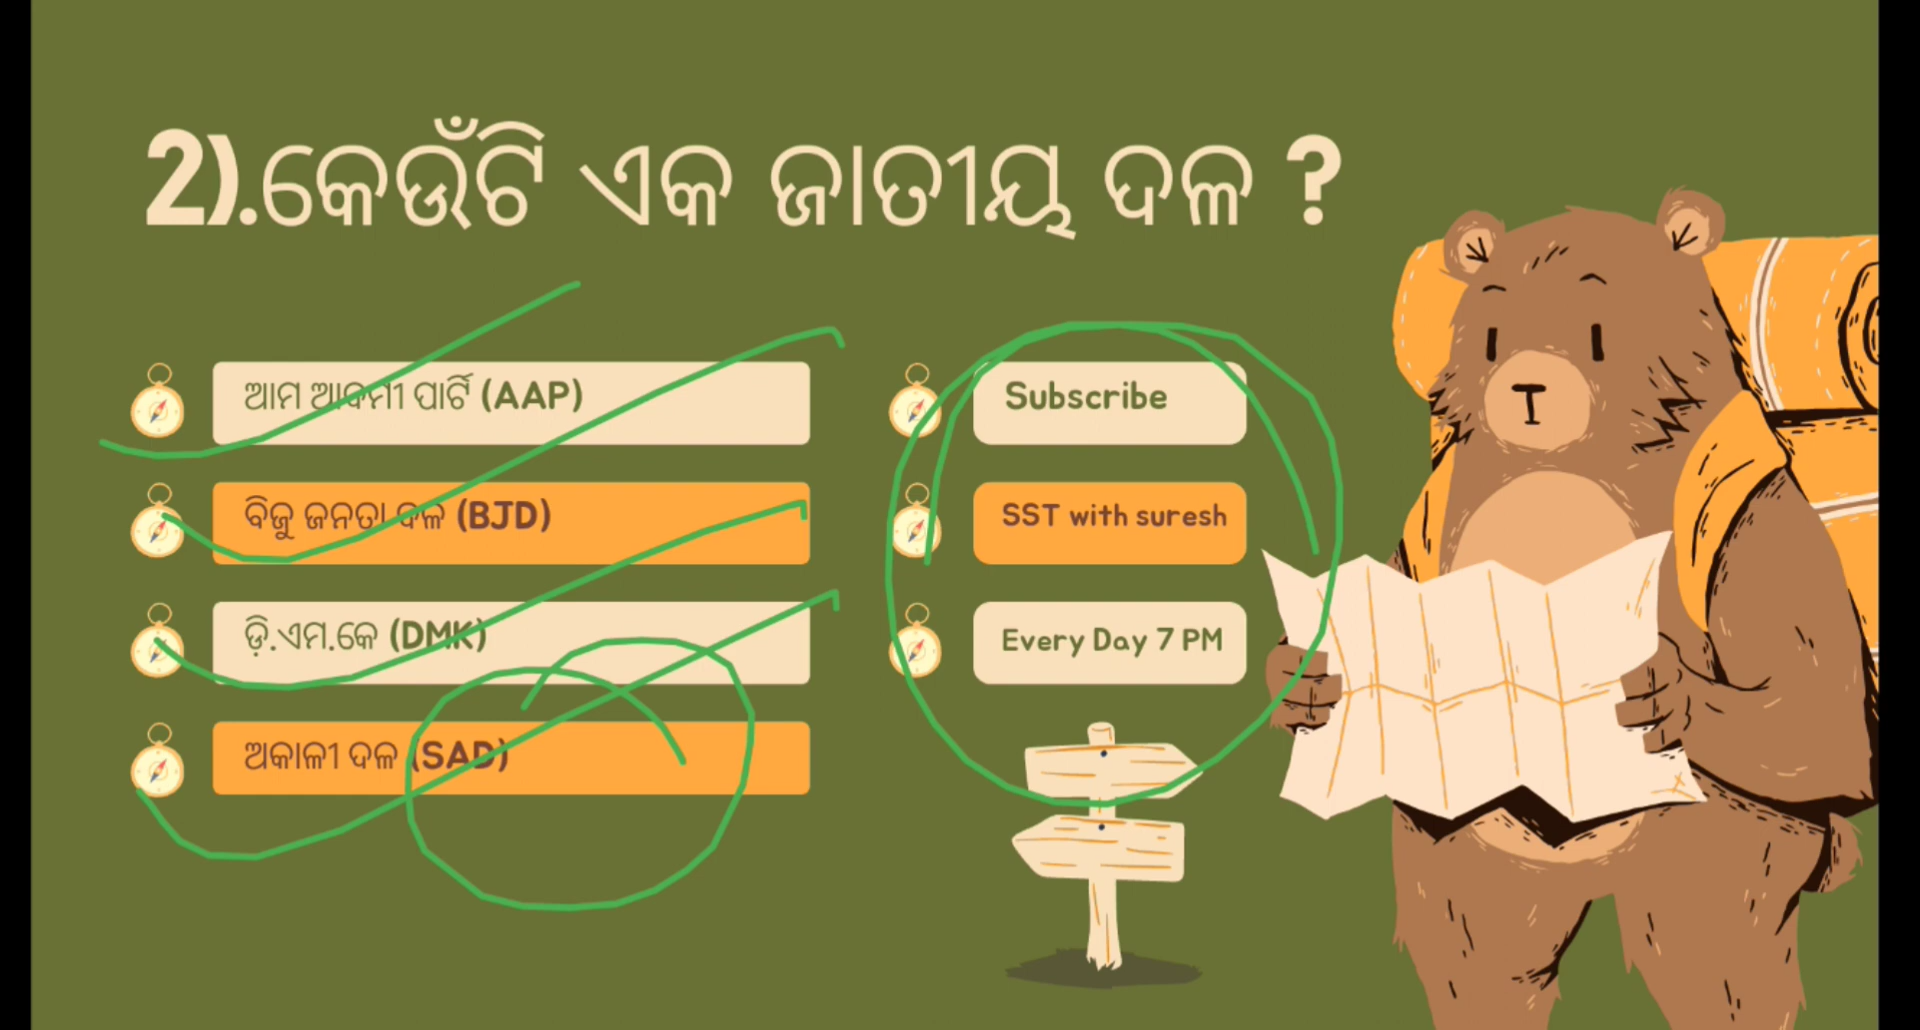 2).କେଉଁଟି ଏକ ଜାତୀୟ ଦଳ ?
ଆମ ଆଦମୀ ପାର୍ଟି (AAP)
ବିଜୁ ଜନତା ଦଳ (BJD)
ଡ଼ି.ଏମ.କେ (DMK)
ଅକାଳୀ ଦଳ (SAD)
Subscribe
SST with suresh
Every Day 7 PM